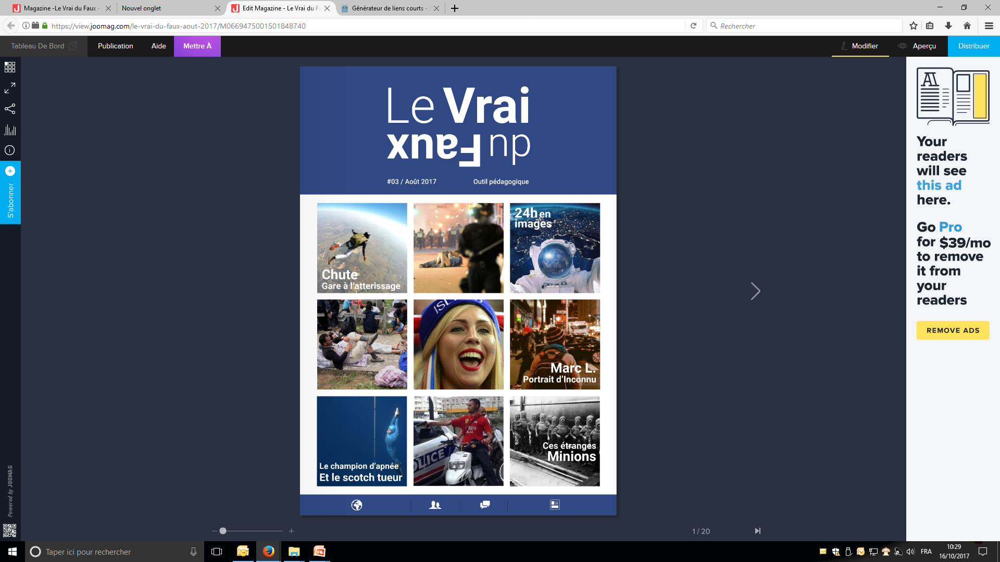 Magazine -Le Vrai du Faux -
Nouvel onglet
Edit Magazine - Le Vrai du Fa
Générateur de liens courts -
https://view.joomag.com/le-vrai-du-faux-aout-2017/M0669475001501848740
Rechercher
Tableau De Bord
Publication
Aide
Mettre À
Modifier
Aperçu
Distribuer
S'abonner
Powered by JOOMAG
Le Vrai
du Faux
#03 / Août 2017
Outil pédagogique
Chute
Gare à l'atterissage
24h en
images
ISL
Marc L.
Portrait d'Inconnu
Le champion d'apnée
Et le scotch tueur
OLICE
Ces étranges
Minions
1 / 20
Your
readers
will see
this ad
here.
Go Pro
for $39/mo
to remove
it from
your
readers
REMOVE ADS
Taper ici pour rechercher
FRA
10:29
16/10/2017